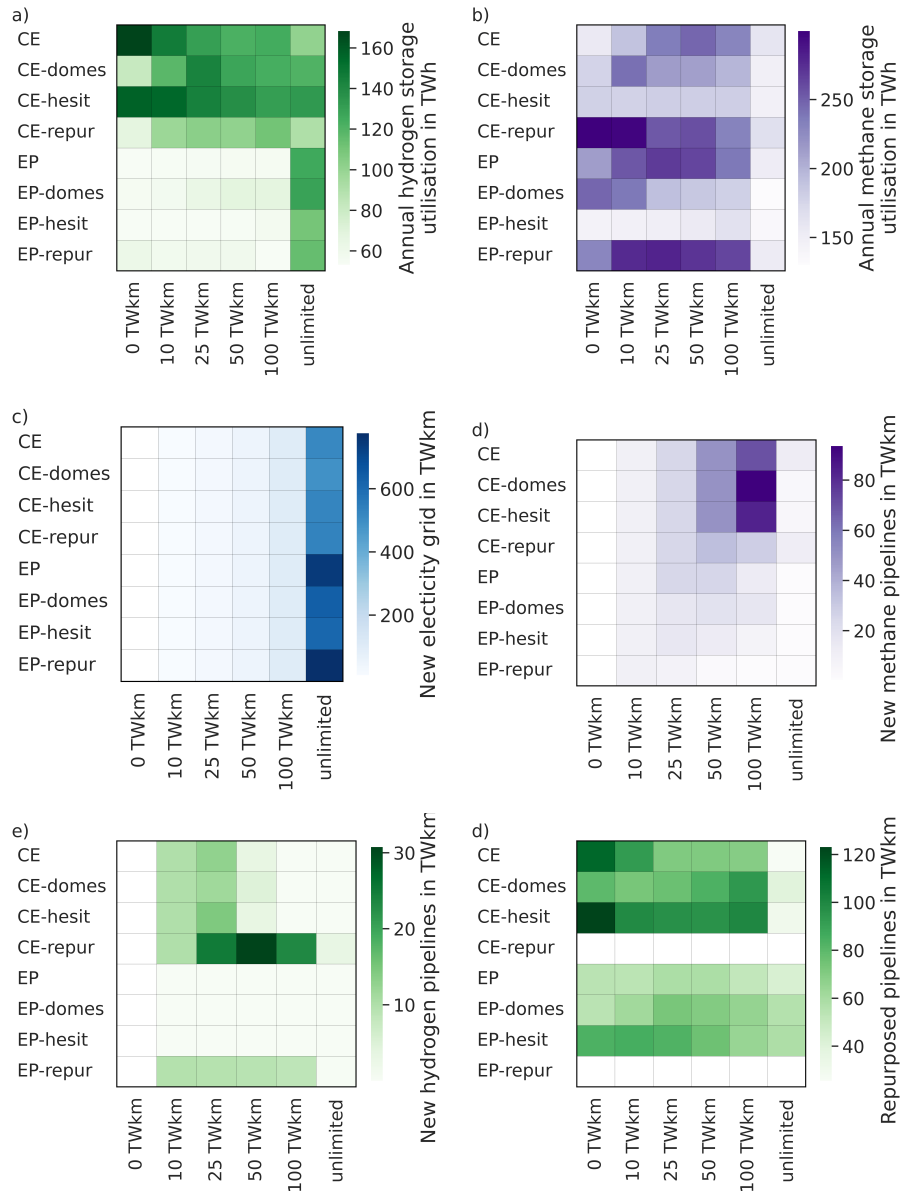 a)
CE
CE-domes
CE-hesit
CE-repur
EP
EP-domes
EP-hesit
EP-repur
0 TWkm
10 TWkm
25 TWkm
50 TWkm
100 TWkm
unlimited
160
140
120
100
80
60
Annual hydrogen storage
utilisation in TWh
b)
CE
CE-domes
CE-hesit
CE-repur
EP
EP-domes
EP-hesit
EP-repur
0 TWkm
10 TWkm
25 TWkm
50 TWkm
100 TWkm
unlimited
250
200
150
Annual methane storage
utilisation in TWh
c)
CE
CE-domes
CE-hesit
CE-repur
EP
EP-domes
EP-hesit
EP-repur
0 TWkm
10 TWkm
25 TWkm
50 TWkm
100 TWkm
unlimited
600
400
200
New electicity grid in TWkm
d)
CE
CE-domes
CE-hesit
CE-repur
EP
EP-domes
EP-hesit
EP-repur
0 TWkm
10 TWkm
25 TWkm
50 TWkm
100 TWkm
unlimited
80
60
40
20
New methane pipelines in TWkm
e)
CE
CE-domes
CE-hesit
CE-repur
EP
EP-domes
EP-hesit
EP-repur
0 TWkm
10 TWkm
25 TWkm
50 TWkm
100 TWkm
unlimited
30
20
10
New hydrogen pipelines in TWkm
d)
CE
CE-domes
CE-hesit
CE-repur
EP
EP-domes
EP-hesit
EP-repur
0 TWkm
10 TWkm
25 TWkm
50 TWkm
100 TWkm
unlimited
120
100
80
60
40
Repurposed pipelines in TWkm